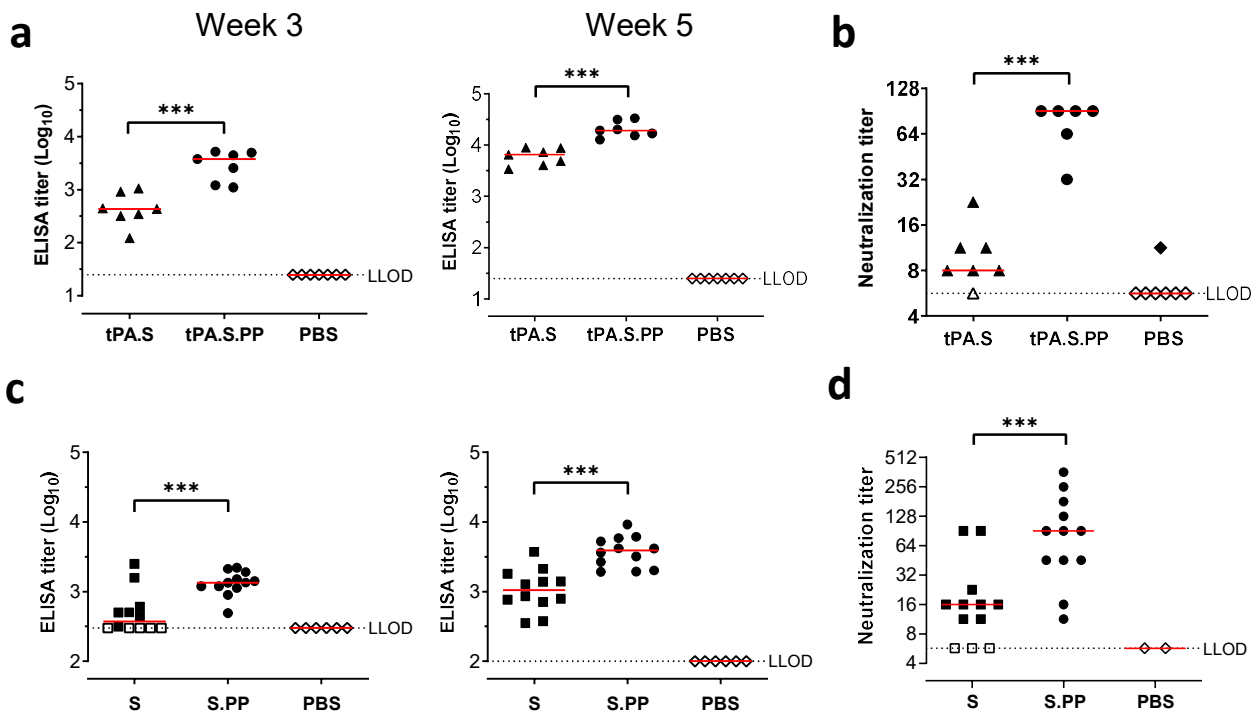 a
Week 3
Week 5
b
ELISA titer (Log10)
5
4
3
2
1
***
LLOD
tPA.S
tPA.S.PP
PBS
ELISA titer (Log10)
5
4
3
2
1
***
LLOD
tPA.S
tPA.S.PP
PBS
Neutralization titer
128
64
32
16
8
4
***
LLOD
tPA.S
tPA.S.PP
PBS
c
d
ELISA titer (Log10)
5
4
3
2
***
LLOD
S
S.PP
PBS
ELISA titer (Log10)
5
4
3
2
***
LLOD
S
S.PP
PBS
Neutralization titer
512
256
128
64
32
16
8
4
***
LLOD
S
S.PP
PBS